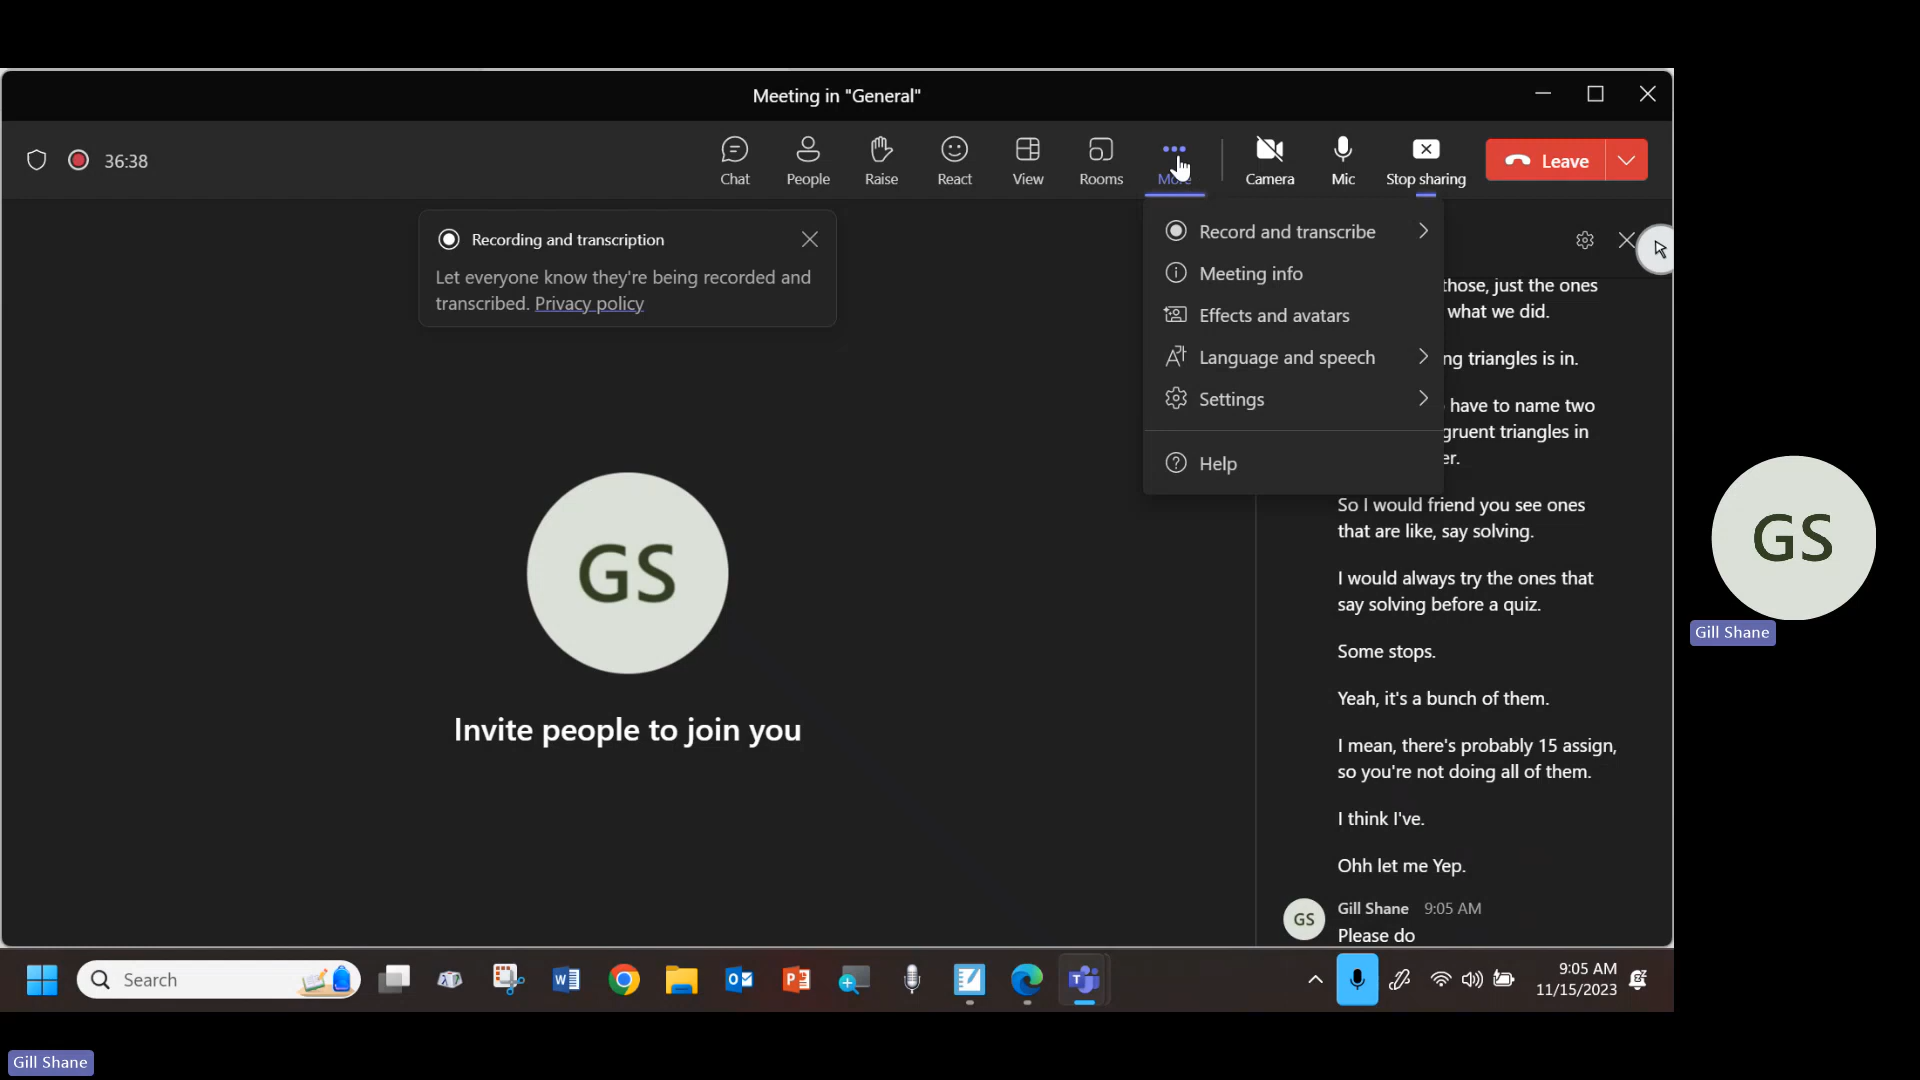 Meeting in "General"
36:38
Chat
People
Raise
React
View
Rooms
More
Camera
Mic
Stop sharing
Leave
Recording and transcription
Let everyone know they're being recorded and
transcribed. Privacy policy
Record and transcribe
Meeting info
Effects and avatars
Language and speech
Settings
Help
those, just the ones
what we did.
ng triangles is in.
have to name two
gruent triangles in
er.
So I would friend you see ones
that are like, say solving.
I would always try the ones that
say solving before a quiz.
Some stops.
Yeah, it's a bunch of them.
I mean, there's probably 15 assign,
so you're not doing all of them.
I think I've.
Ohh let me Yep.
GS
Gill Shane 9:05 AM
Please do
GS
Invite people to join you
GS
Gill Shane
Search
9:05 AM
11/15/2023
Gill Shane